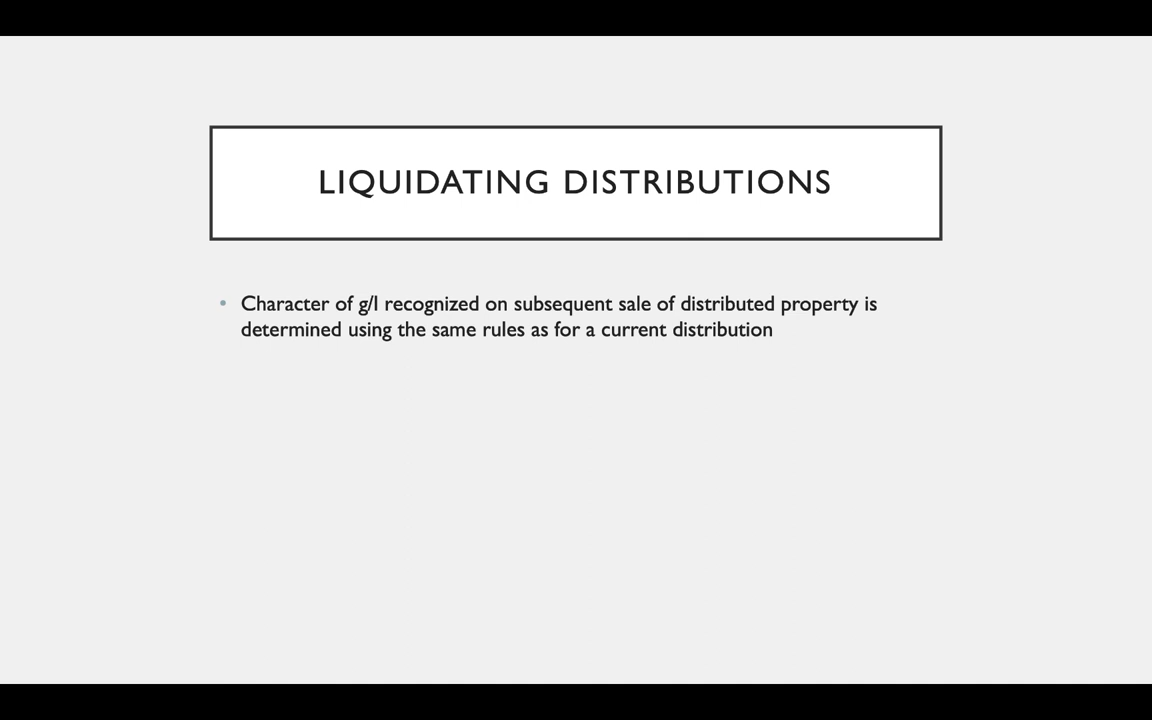 LIQUIDATING DISTRIBUTIONS
• Character of g/l recognized on subsequent sale of distributed property is
determined using the same rules as for a current distribution